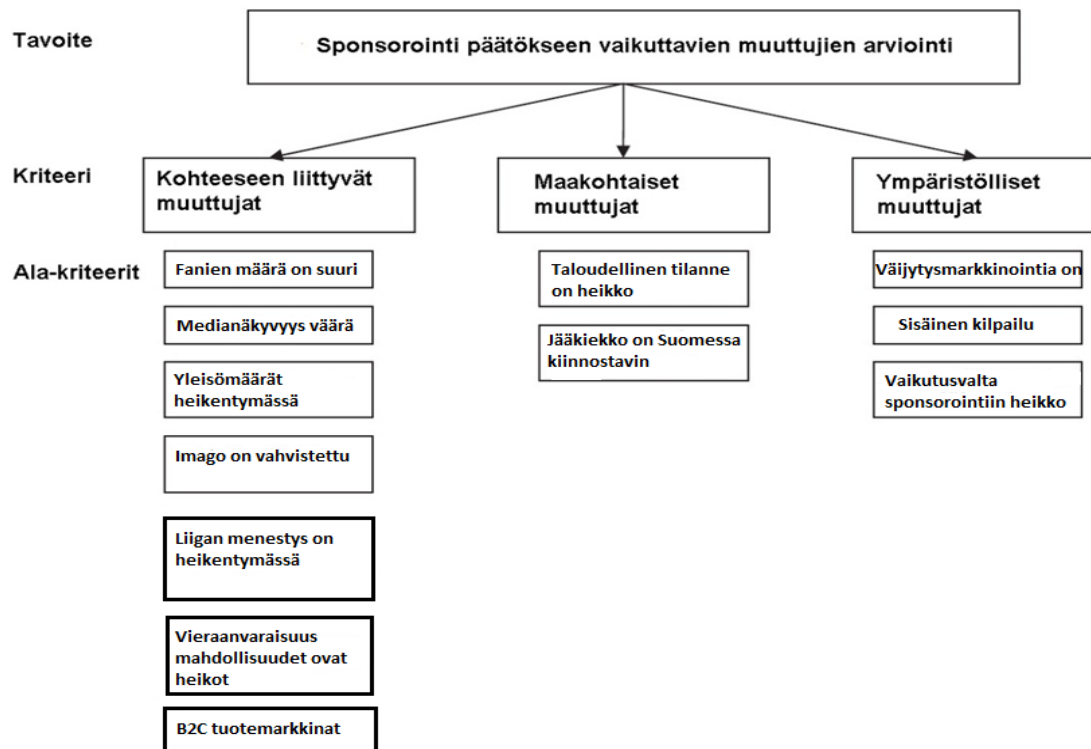 Tavoite
Sponsorointi päätökseen vaikuttavien muuttujien arviointi
Kriteeri
Kohteeseen liittyvät
muuttujat
Maakohtaiset
muuttujat
Ympäristölliset
muuttujat
Ala-kriteerit
Fanien määrä on suuri
Medianäkyvyys väärä
Yleisömäärät
heikentymässä
Imago on vahvistettu
Liigan menestys on
heikentymässä
Vieraanvaraisuus
mahdollisuudet ovat
heikot
B2C tuotemarkkinat
Taloudellinen tilanne
on heikko
Jääkiekko on Suomessa
kiinnostavin
Väijytysmarkkinointia on
Sisäinen kilpailu
Vaikutusvalta
sponsorointiin heikko